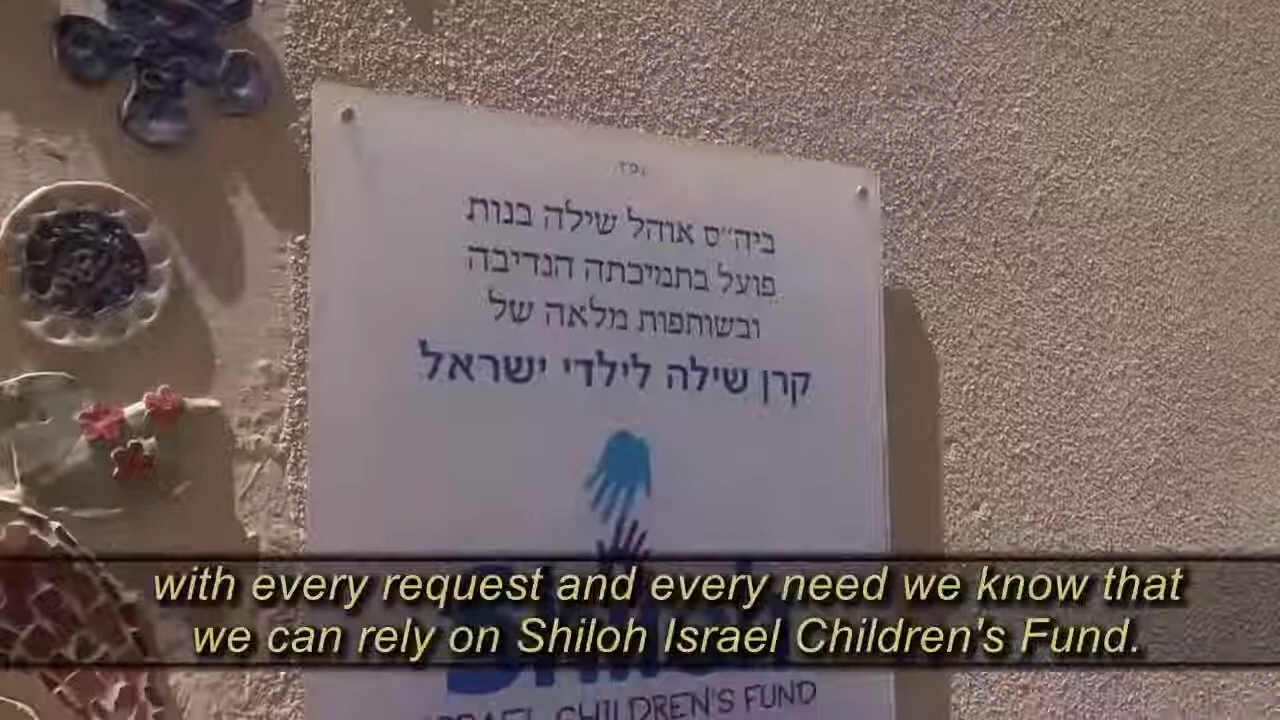 ביה״ס אוהל שילה בנות
פועל בתמיכתה הנדיבה
ובשותפות מלאה של
קרן שילה לילדי ישראל
with every request and every need we know that
we can rely on Shiloh Israel Children's Fund.
CHILDREN'S FUND